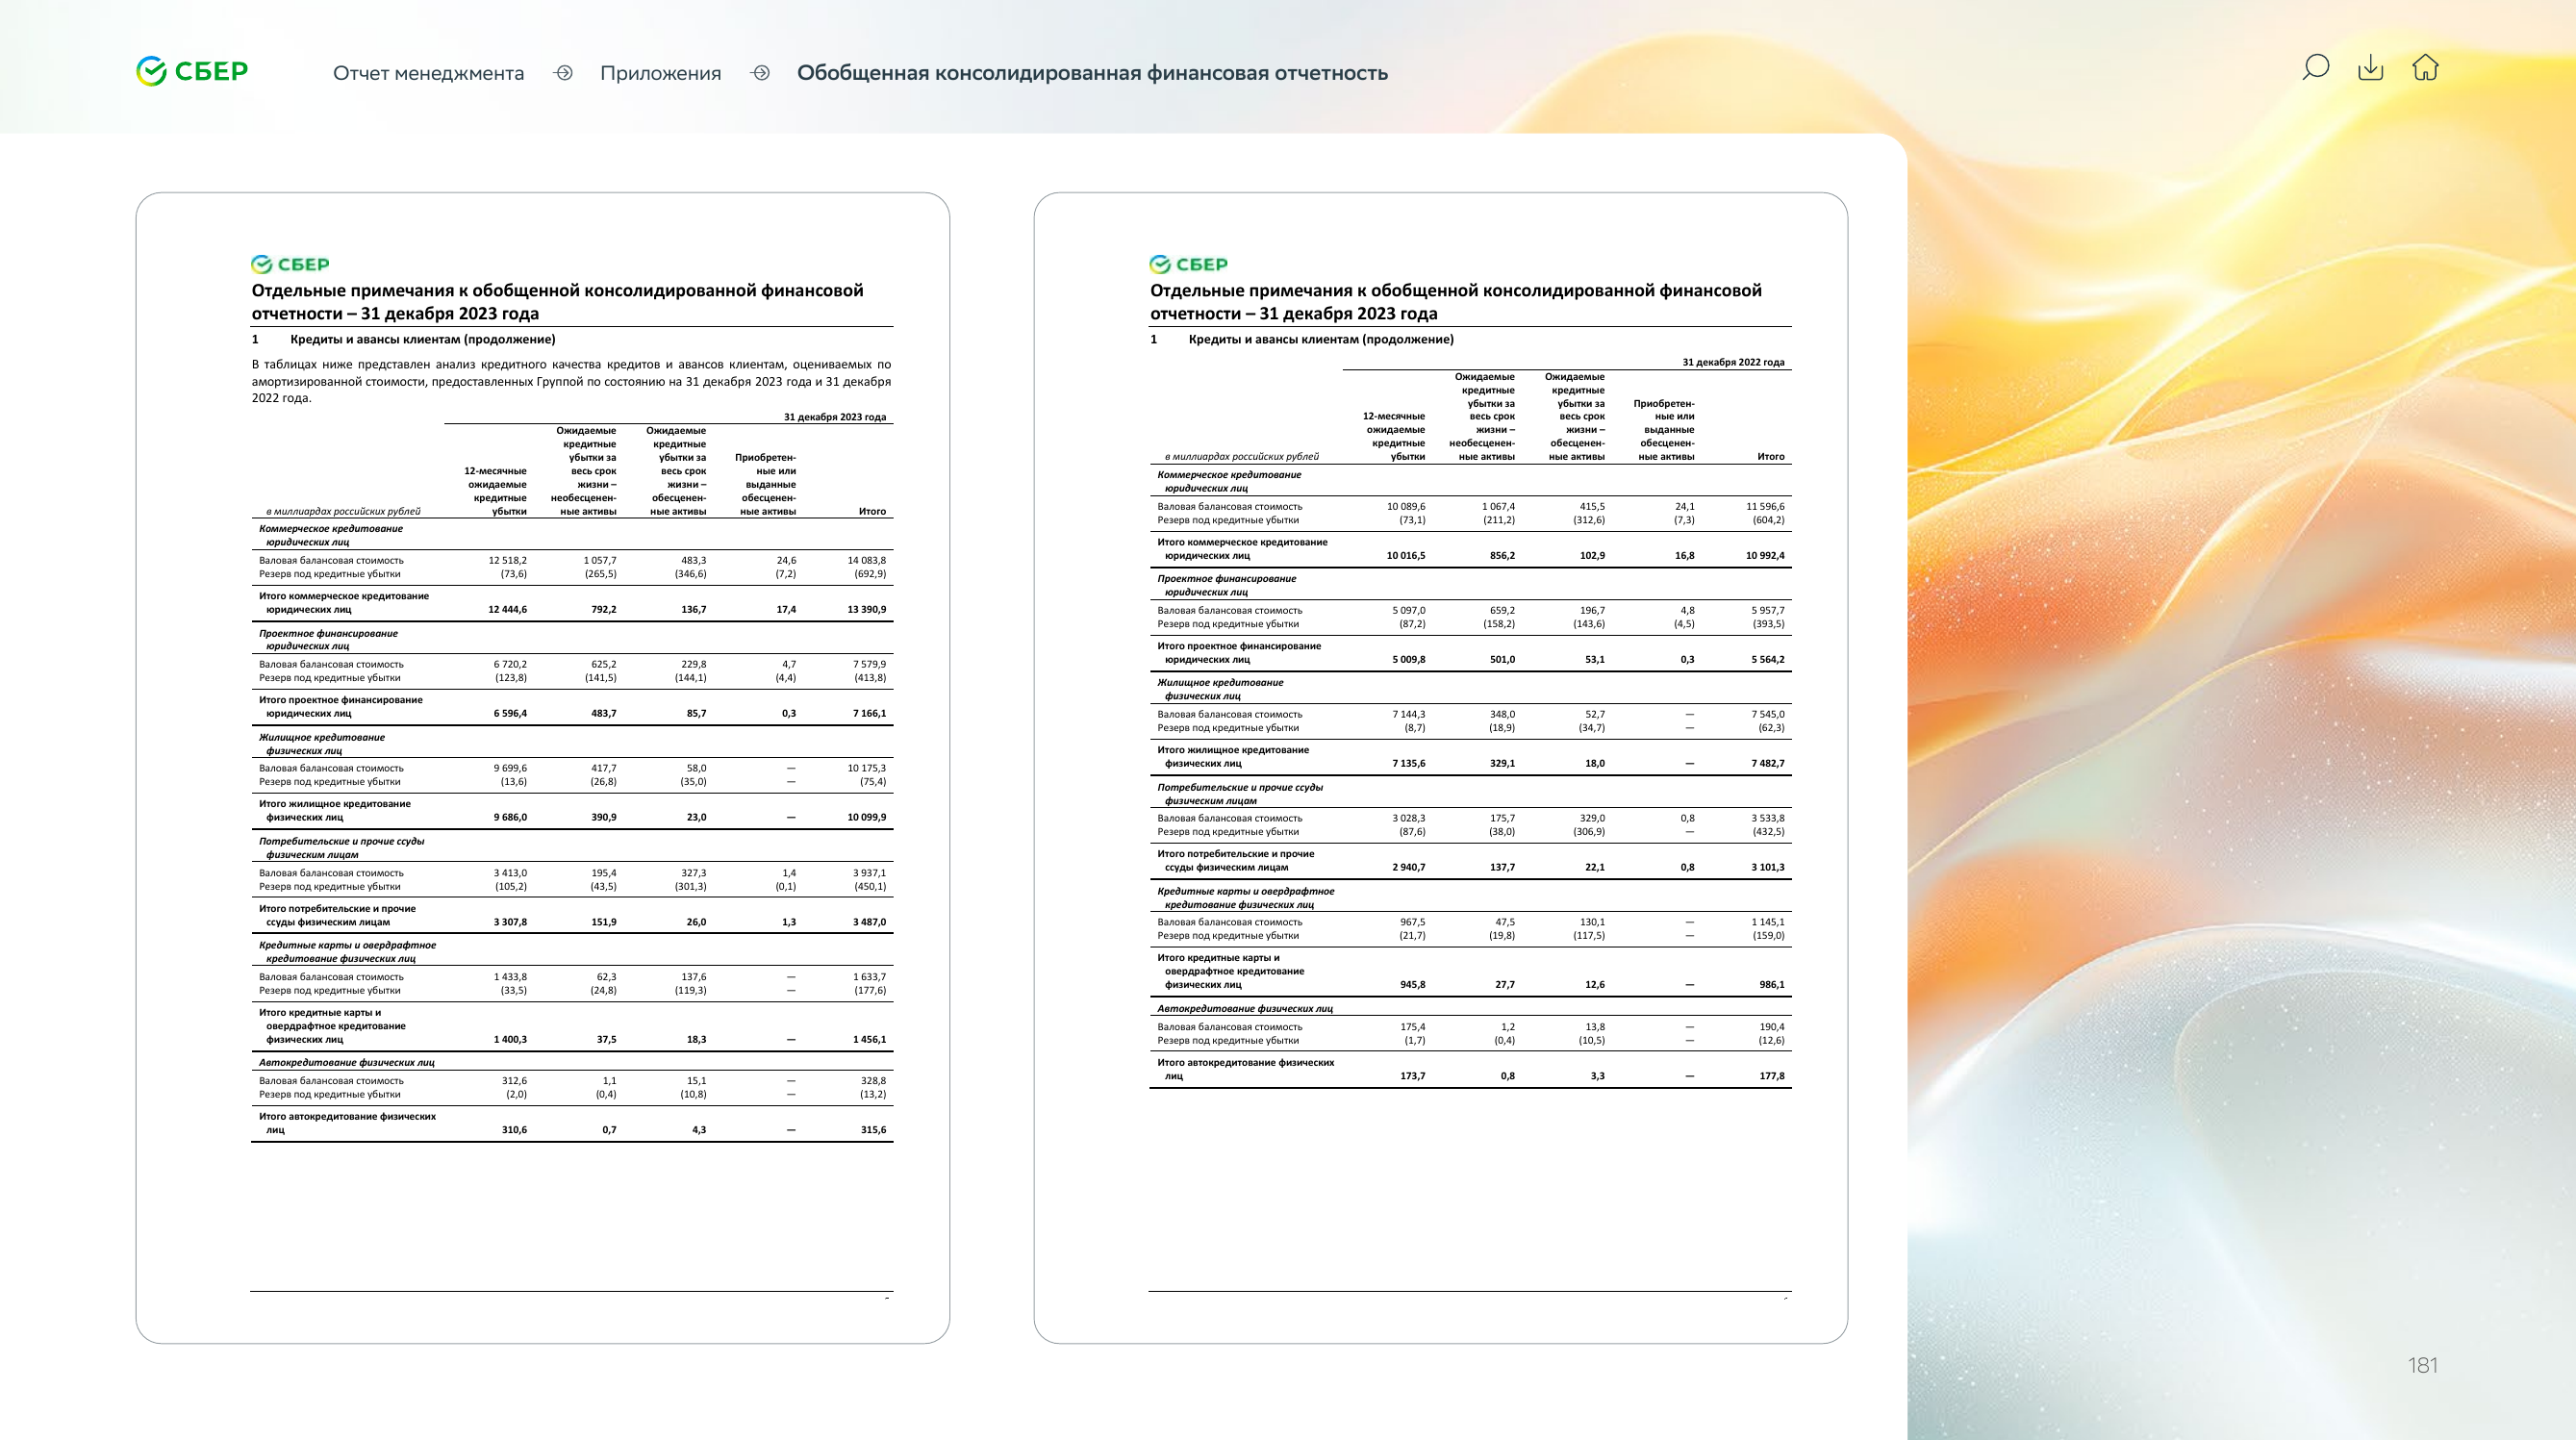 СБЕР
Отчет менеджмента Приложения Обобщенная консолидированная финансовая отчетность
СБЕР
Отдельные примечания к обобщенной консолидированной финансовой
отчетности – 31 декабря 2023 года
1 Кредиты и авансы клиентам (продолжение)
В таблицах ниже представлен анализ кредитного качества кредитов и авансов клиентам, оцениваемых по
амортизированной стоимости, предоставленных Группой по состоянию на 31 декабря 2023 года и 31 декабря
2022 года.
31 декабря 2023 года
Ожидаемые Ожидаемые
кредитные кредитные
убытки за убытки за Приобретен-
12-месячные весь срок весь срок ные или
ожидаемые жизни – жизни – выданные
кредитные необесценен- обесценен- обесценен-
в миллиардах российских рублей убытки ные активы ные активы ные активы Итого
Коммерческое кредитование
юридических лиц
Валовая балансовая стоимость 12 518,2 1 057,7 483,3 24,6 14 083,8
Резерв под кредитные убытки (73,6) (265,5) (346,6) (7,2) (692,9)
Итого коммерческое кредитование
юридических лиц 12 444,6 792,2 136,7 17,4 13 390,9
Проектное финансирование
юридических лиц
Валовая балансовая стоимость 6 720,2 625,2 229,8 4,7 7 579,9
Резерв под кредитные убытки (123,8) (141,5) (144,1) (4,4) (413,8)
Итого проектное финансирование
юридических лиц 6 596,4 483,7 85,7 0,3 7 166,1
Жилищное кредитование
физических лиц
Валовая балансовая стоимость 9 699,6 417,7 58,0 — 10 175,3
Резерв под кредитные убытки (13,6) (26,8) (35,0) — (75,4)
Итого жилищное кредитование
физических лиц 9 686,0 390,9 23,0 — 10 099,9
Потребительские и прочие ссуды
физическим лицам
Валовая балансовая стоимость 3 413,0 195,4 327,3 1,4 3 937,1
Резерв под кредитные убытки (105,2) (43,5) (301,3) (0,1) (450,1)
Итого потребительские и прочие
ссуды физическим лицам 3 307,8 151,9 26,0 1,3 3 487,0
Кредитные карты и овердрафтное
кредитование физических лиц
Валовая балансовая стоимость 1 433,8 62,3 137,6 — 1 633,7
Резерв под кредитные убытки (33,5) (24,8) (119,3) — (177,6)
Итого кредитные карты и
овердрафтное кредитование
физических лиц 1 400,3 37,5 18,3 — 1 456,1
Автокредитование физических лиц
Валовая балансовая стоимость 312,6 1,1 15,1 — 328,8
Резерв под кредитные убытки (2,0) (0,4) (10,8) — (13,2)
Итого автокредитование физических
лиц 310,6 0,7 4,3 — 315,6
СБЕР
Отдельные примечания к обобщенной консолидированной финансовой
отчетности – 31 декабря 2023 года
1 Кредиты и авансы клиентам (продолжение)
31 декабря 2022 года
Ожидаемые Ожидаемые
кредитные кредитные
убытки за убытки за Приобретен-
12-месячные весь срок весь срок ные или
ожидаемые жизни – жизни – выданные
кредитные необесценен- обесценен- обесценен-
в миллиардах российских рублей убытки ные активы ные активы ные активы Итого
Коммерческое кредитование
юридических лиц
Валовая балансовая стоимость 10 089,6 1 067,4 415,5 24,1 11 596,6
Резерв под кредитные убытки (73,1) (211,2) (312,6) (7,3) (604,2)
Итого коммерческое кредитование
юридических лиц 10 016,5 856,2 102,9 16,8 10 992,4
Проектное финансирование
юридических лиц
Валовая балансовая стоимость 5 097,0 659,2 196,7 4,8 5 957,7
Резерв под кредитные убытки (87,2) (158,2) (143,6) (4,5) (393,5)
Итого проектное финансирование
юридических лиц 5 009,8 501,0 53,1 0,3 5 564,2
Жилищное кредитование
физических лиц
Валовая балансовая стоимость 7 144,3 348,0 52,7 — 7 545,0
Резерв под кредитные убытки (8,7) (18,9) (34,7) — (62,3)
Итого жилищное кредитование
физических лиц 7 135,6 329,1 18,0 — 7 482,7
Потребительские и прочие ссуды
физическим лицам
Валовая балансовая стоимость 3 028,3 175,7 329,0 0,8 3 533,8
Резерв под кредитные убытки (87,6) (38,0) (306,9) — (432,5)
Итого потребительские и прочие
ссуды физическим лицам 2 940,7 137,7 22,1 0,8 3 101,3
Кредитные карты и овердрафтное
кредитование физических лиц
Валовая балансовая стоимость 967,5 47,5 130,1 — 1 145,1
Резерв под кредитные убытки (21,7) (19,8) (117,5) — (159,0)
Итого кредитные карты и
овердрафтное кредитование
физических лиц 945,8 27,7 12,6 — 986,1
Автокредитование физических лиц
Валовая балансовая стоимость 175,4 1,2 13,8 — 190,4
Резерв под кредитные убытки (1,7) (0,4) (10,5) — (12,6)
Итого автокредитование физических
лиц 173,7 0,8 3,3 — 177,8
181